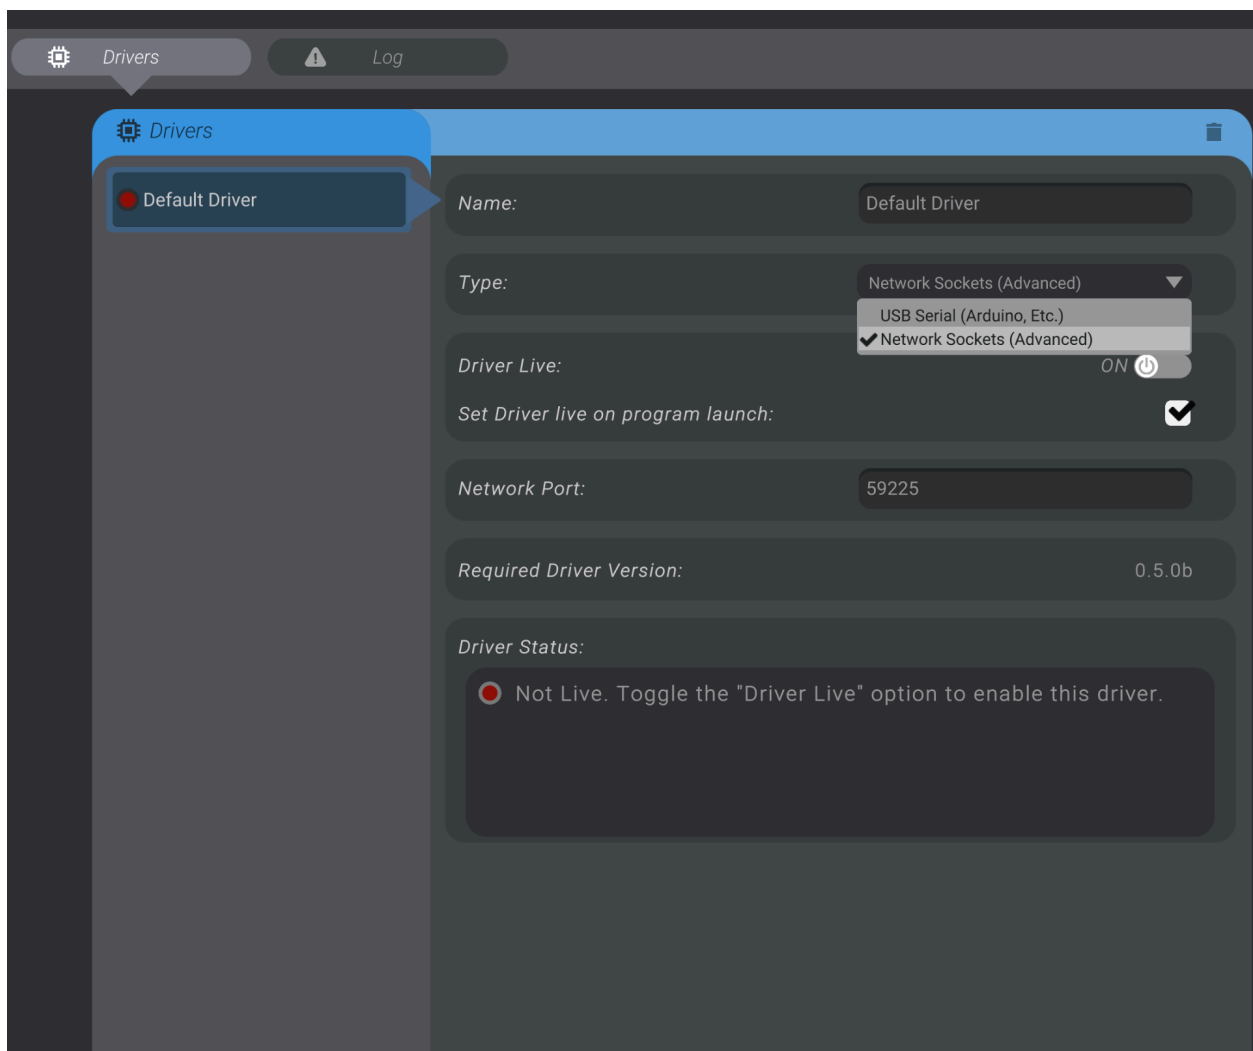 Drivers
Log
Drivers
Default Driver
Name:
Default Driver
Type:
Network Sockets (Advanced)
USB Serial (Arduino, Etc.)
Network Sockets (Advanced)
Driver Live:
ON
Set Driver live on program launch:
Network Port:
59225
Required Driver Version:
0.5.0b
Driver Status:
Not Live. Toggle the "Driver Live" option to enable this driver.